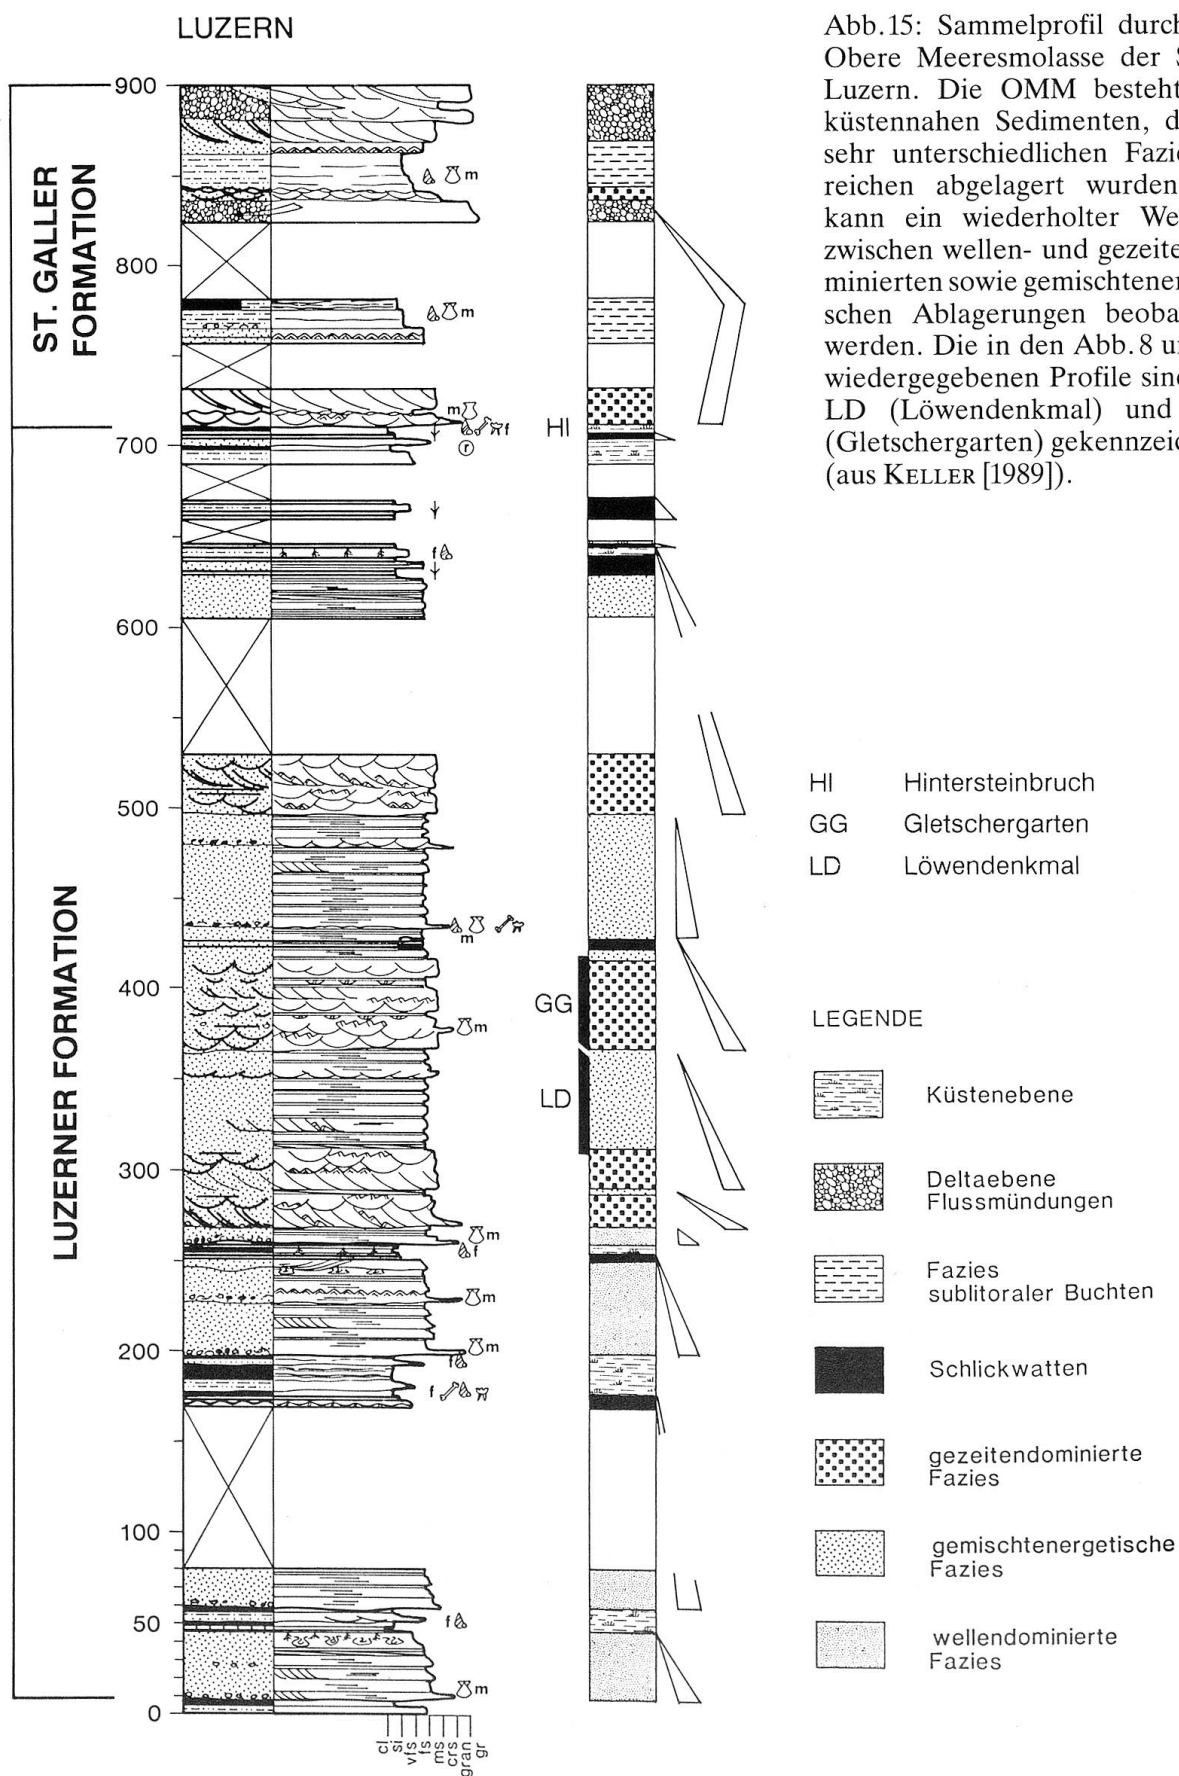 LUZERN
Abb.15: Sammelprofil durch
Obere Meeresmolasse der S
Luzern. Die OMM besteht
küstennahen Sedimenten, d
sehr unterschiedlichen Fazie
reichen abgelagert wurden
kann ein wiederholter We
zwischen wellen- und gezeite
minierten sowie gemischtener
schen Ablagerungen beoba
werden. Die in den Abb. 8 u
wiedergegebenen Profile sind
LD (Löwendenkmal) und
(Gletschergarten) gekennzeic
(aus KELLER [1989]).
ST. GALLER
FORMATION
LUZERNER FORMATION
900
800
700
600
500
400
300
200
100
50
0
m
m
m
f
r
f
m
m
m
f
m
m
f
f
f
m
cl
si
vfs
fs
ms
crs
gran
gr
HI
GG
LD
HI Hintersteinbruch
GG Gletschergarten
LD Löwendenkmal
LEGENDE
Küstenebene
Deltaebene
Flussmündungen
Fazies
sublitoraler Buchten
Schlickwatten
gezeitendominierte
Fazies
gemischtenergetische
Fazies
wellendominierte
Fazies